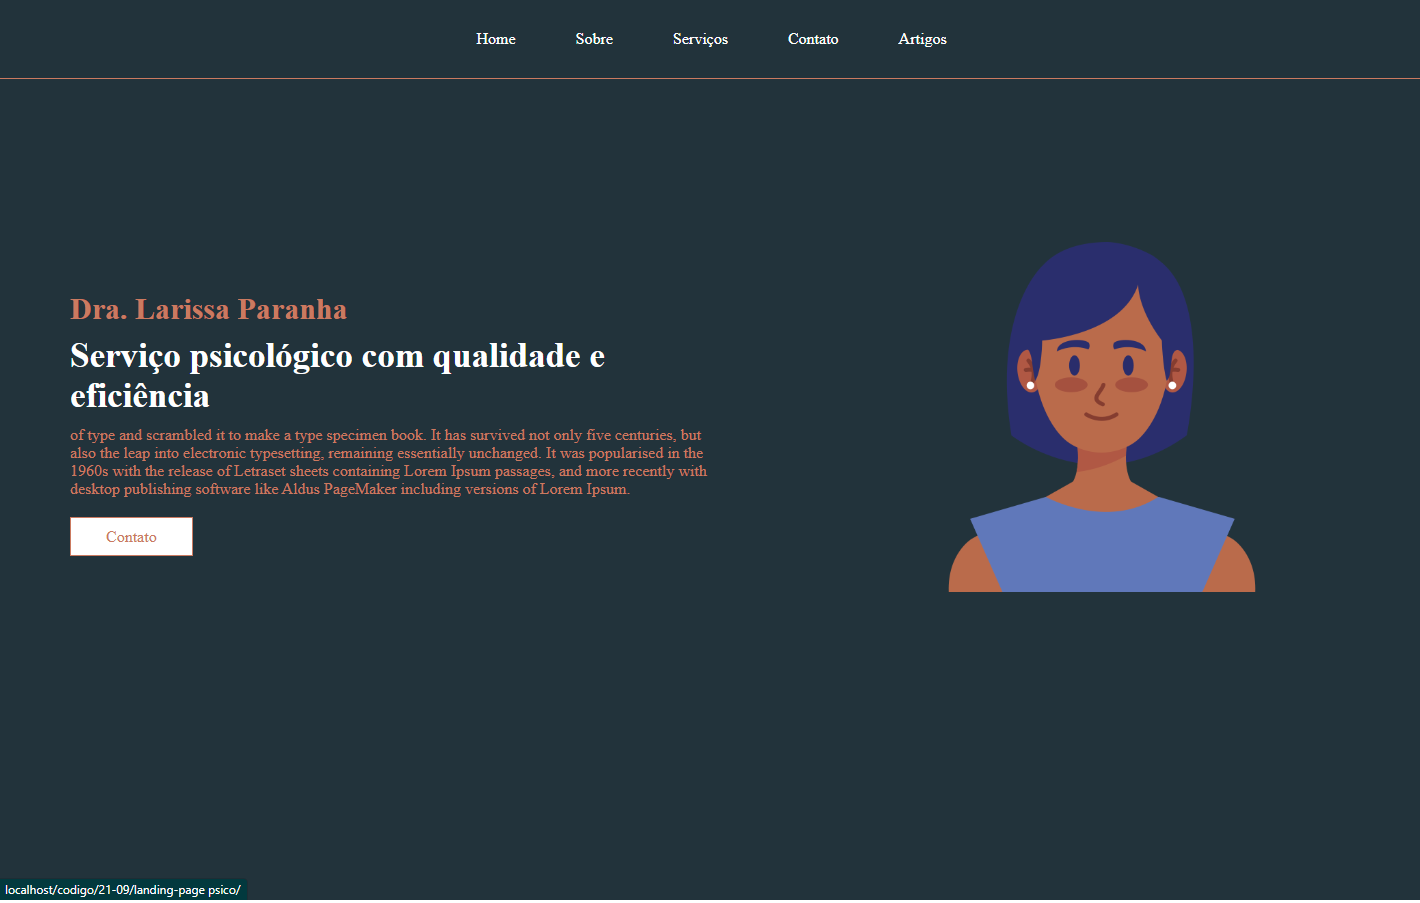 Home Sobre Serviços Contato Artigos
Dra. Larissa Paranha
Serviço psicológico com qualidade e
eficiência
of type and scrambled it to make a type specimen book. It has survived not only five centuries, but
also the leap into electronic typesetting, remaining essentially unchanged. It was popularised in the
1960s with the release of Letraset sheets containing Lorem Ipsum passages, and more recently with
desktop publishing software like Aldus PageMaker including versions of Lorem Ipsum.
Contato
localhost/codigo/21-09/landing-page psico/